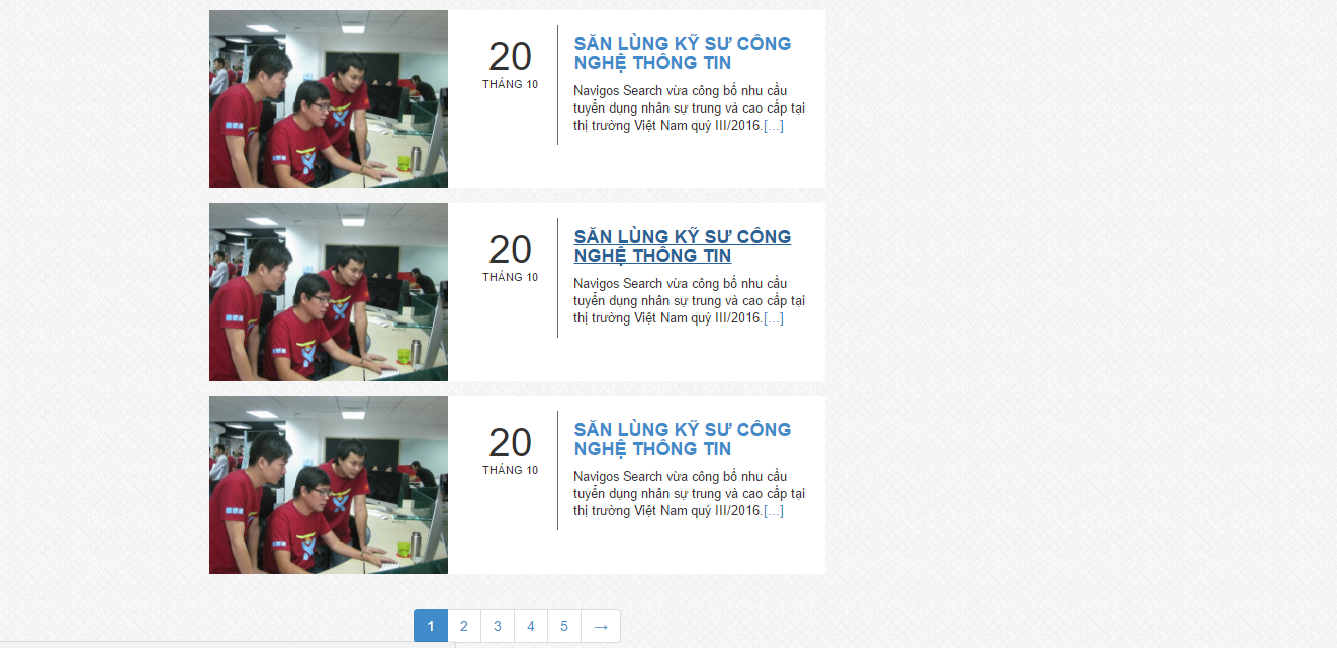 20
THÁNG 10
SĂN LÙNG KỸ SƯ CÔNG
NGHỆ THÔNG TIN
Navigos Search vừa công bố nhu cầu
tuyển dụng nhân sự trung và cao cấp tại
thị trường Việt Nam quý III/2016.[...]
20
THÁNG 10
SĂN LÙNG KỸ SƯ CÔNG
NGHỆ THÔNG TIN
Navigos Search vừa công bố nhu cầu
tuyển dụng nhân sự trung và cao cấp tại
thị trường Việt Nam quý III/2016.[...]
20
THÁNG 10
SĂN LÙNG KỸ SƯ CÔNG
NGHỆ THÔNG TIN
Navigos Search vừa công bố nhu cầu
tuyển dụng nhân sự trung và cao cấp tại
thị trường Việt Nam quý III/2016.[...]
1 2 3 4 5 →